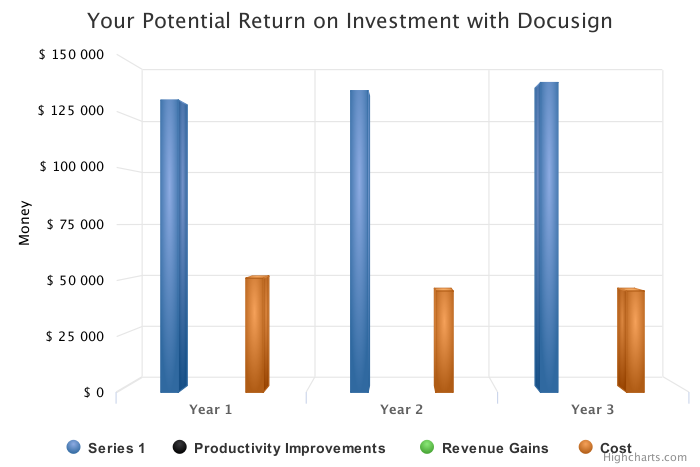 Your Potential Return on Investment with Docusign
$ 150 000
$ 125 000
$ 100 000
$ 75 000
$ 50 000
$ 25 000
$ 0
Money
Year 1 Year 2 Year 3
Series 1 Productivity Improvements Revenue Gains Cost
Highcharts.com